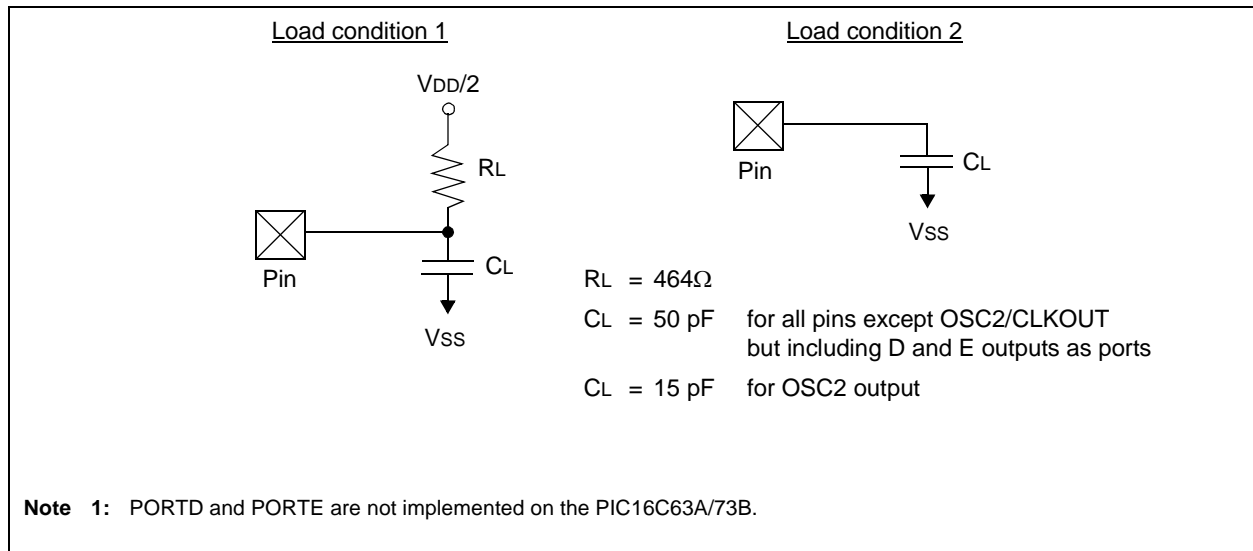 Load condition 1
VDD/2
RL
Pin
CL
VSS
Load condition 2
Pin
CL
VSS
RL = 464Ω
CL = 50 pF for all pins except OSC2/CLKOUT
but including D and E outputs as ports
CL = 15 pF for OSC2 output
Note 1: PORTD and PORTE are not implemented on the PIC16C63A/73B.